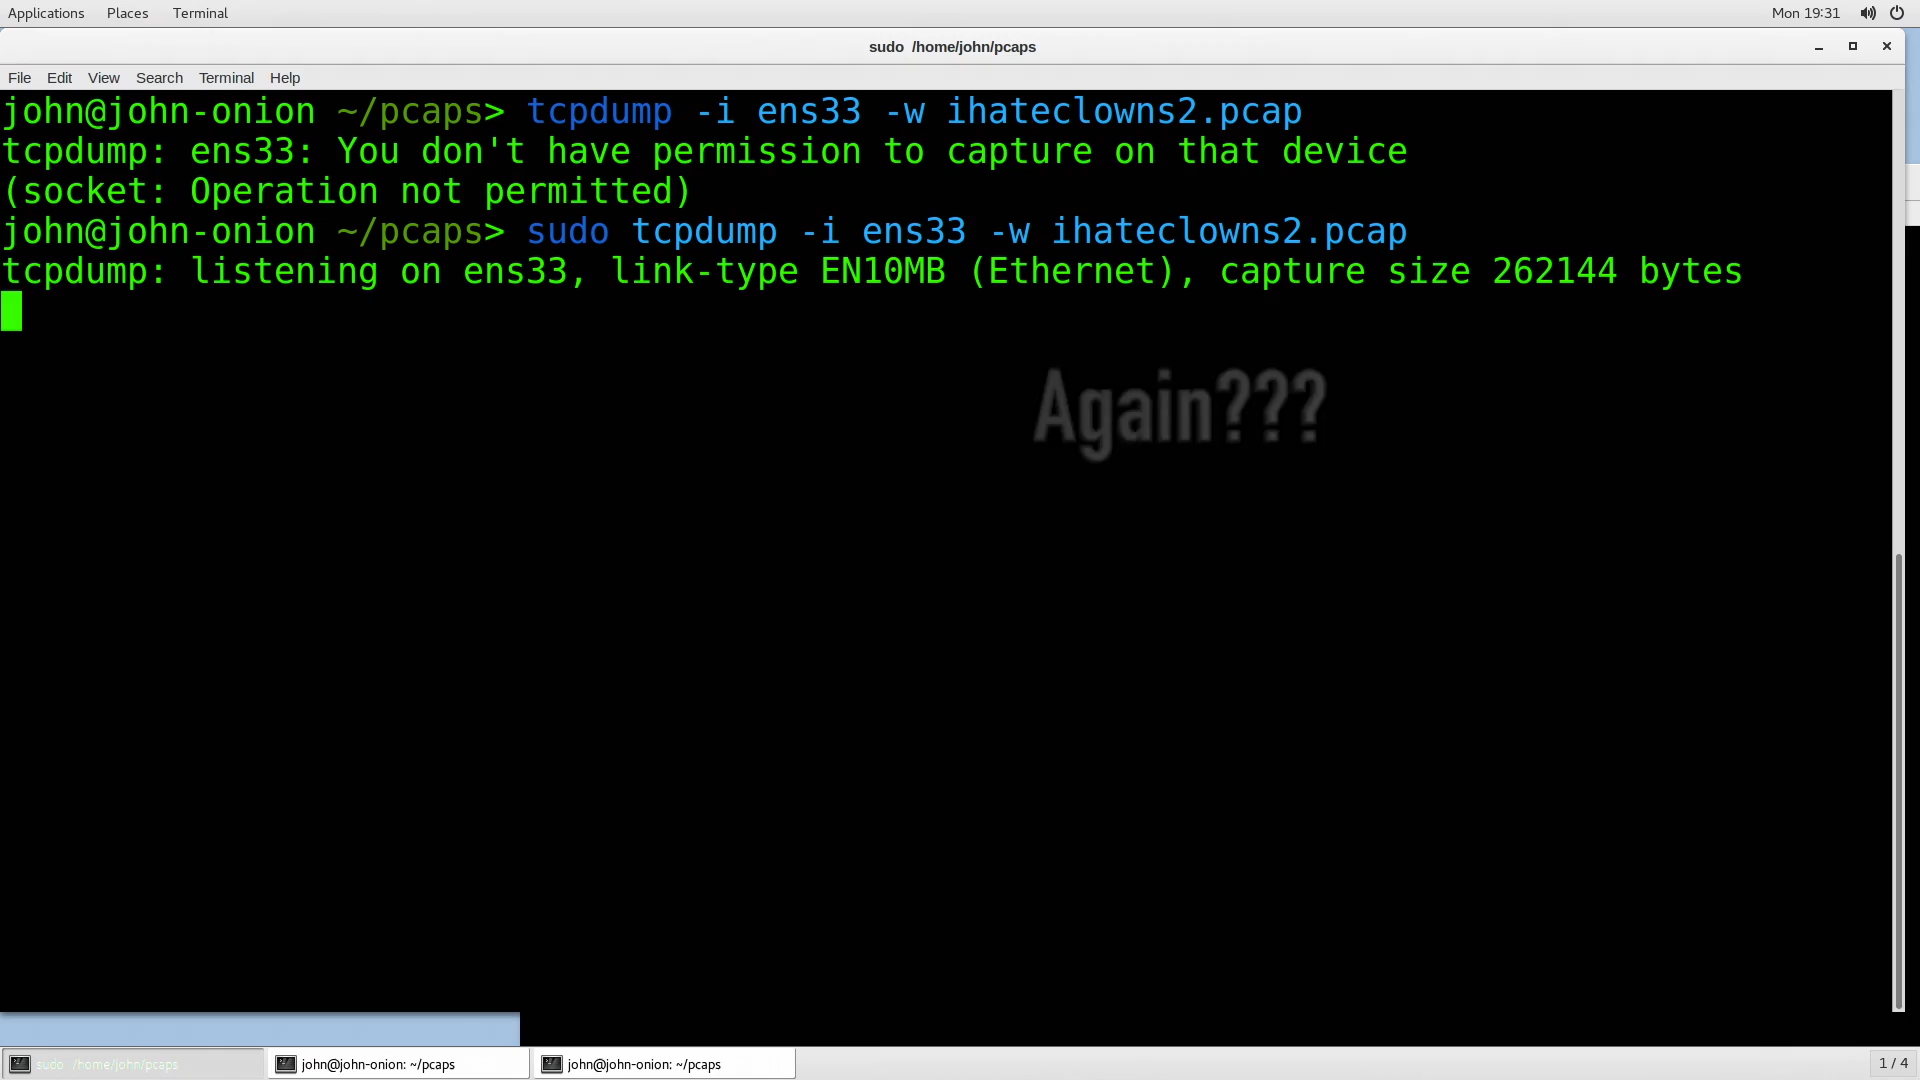 Applications Places Terminal Mon 19:31
sudo /home/john/pcaps
File Edit View Search Terminal Help
john@john-onion ~/pcaps> tcpdump -i ens33 -w ihateclowns2.pcap
tcpdump: ens33: You don't have permission to capture on that device
(socket: Operation not permitted)
john@john-onion ~/pcaps> sudo tcpdump -i ens33 -w ihateclowns2.pcap
tcpdump: listening on ens33, link-type EN10MB (Ethernet), capture size 262144 bytes
Again???
sudo /home/john/pcaps john@john-onion: ~/pcaps john@john-onion: ~/pcaps 1 / 4